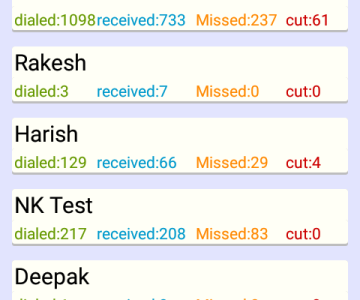 dialed:1098 received:733 Missed:237 cut:61
Rakesh
dialed:3 received:7 Missed:0 cut:0
Harish
dialed:129 received:66 Missed:29 cut:4
NK Test
dialed:217 received:208 Missed:83 cut:0
Deepak